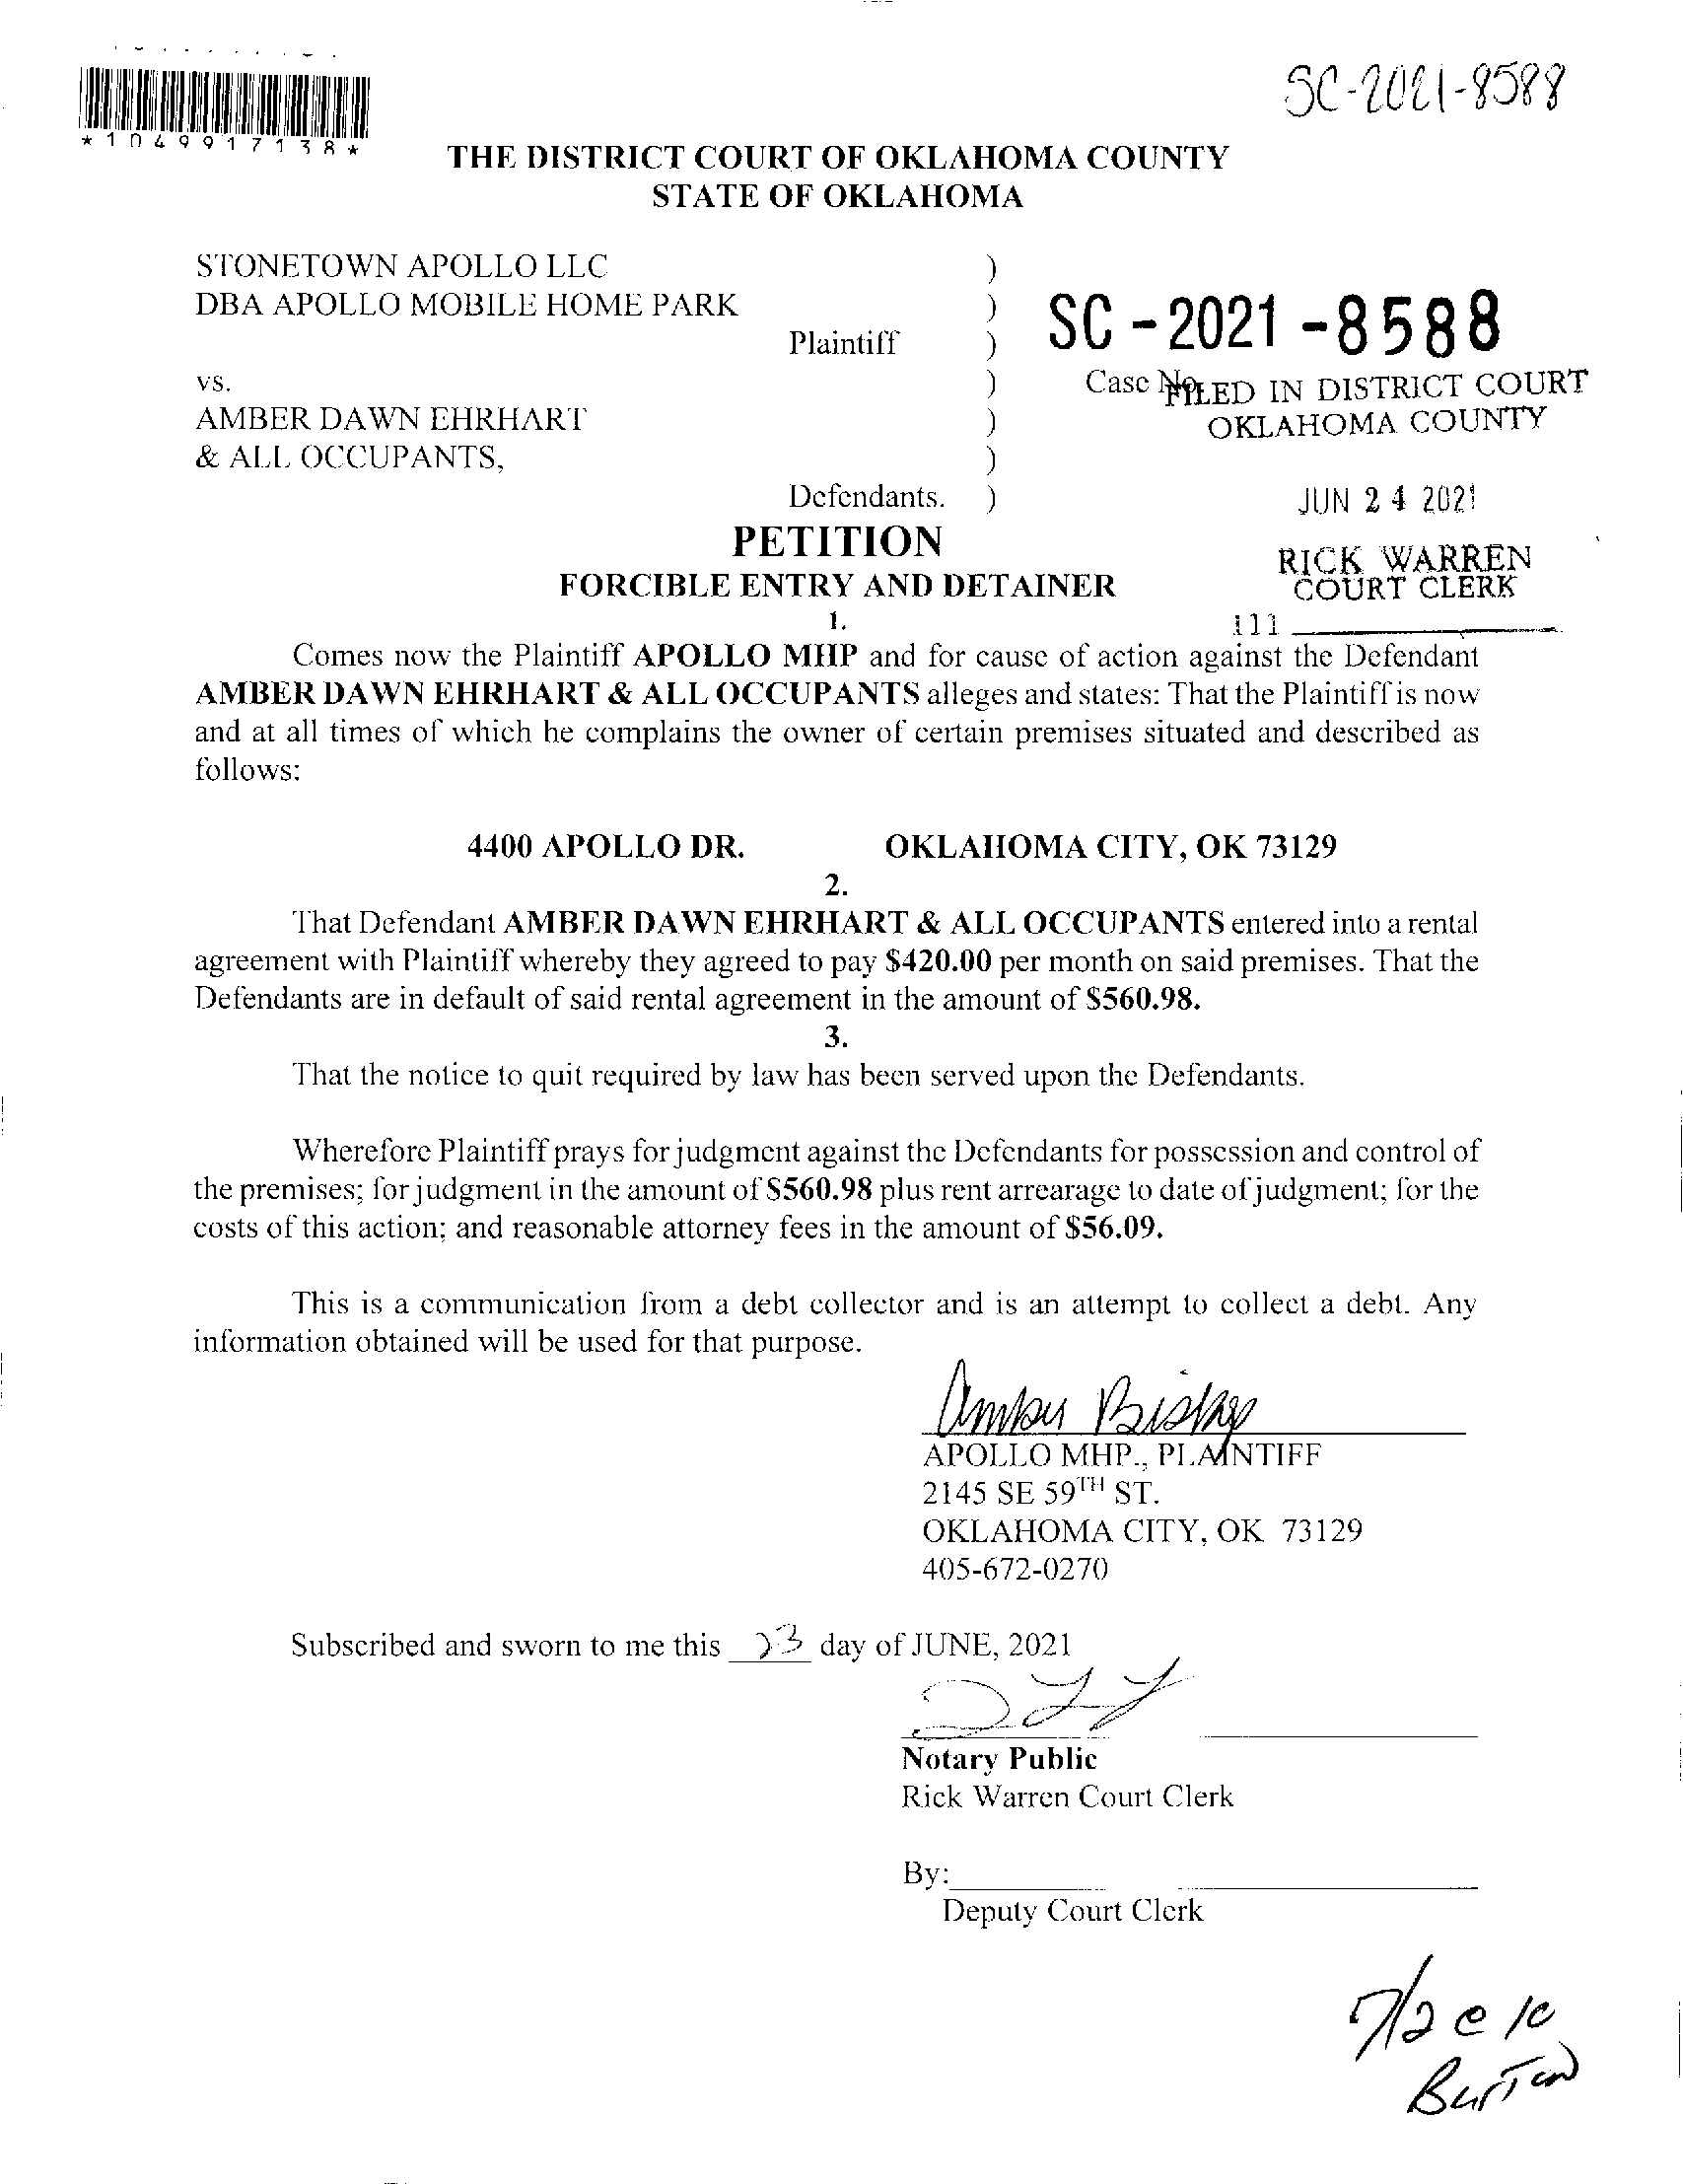 SC-2021-8588
*1049917138*
THE DISTRICT COURT OF OKLAHOMA COUNTY
STATE OF OKLAHOMA
STONETOWN APOLLO LLC )
DBA APOLLO MOBILE HOME PARK )
Plaintiff )
SC-2021-8588
vs. )
Case No.
FILED IN DISTRICT COURT
OKLAHOMA COUNTY
AMBER DAWN EHRHART )
& ALL OCCUPANTS, )
Defendants. )
JUN 24 2021
PETITION
RICK WARREN
COURT CLERK
FORCIBLE ENTRY AND DETAINER
1.
111
Comes now the Plaintiff APOLLO MHP and for cause of action against the Defendant
AMBER DAWN EHRHART & ALL OCCUPANTS alleges and states: That the Plaintiff is now
and at all times of which he complains the owner of certain premises situated and described as
follows:
4400 APOLLO DR. OKLAHOMA CITY, OK 73129
2.
That Defendant AMBER DAWN EHRHART & ALL OCCUPANTS entered into a rental
agreement with Plaintiff whereby they agreed to pay $420.00 per month on said premises. That the
Defendants are in default of said rental agreement in the amount of $560.98.
3.
That the notice to quit required by law has been served upon the Defendants.
Wherefore Plaintiff prays for judgment against the Defendants for possession and control of
the premises; for judgment in the amount of $560.98 plus rent arrearage to date of judgment; for the
costs of this action; and reasonable attorney fees in the amount of $56.09.
This is a communication from a debt collector and is an attempt to collect a debt. Any
information obtained will be used for that purpose.
Amber Bishop
APOLLO MHP., PLAINTIFF
2145 SE 59TH ST.
OKLAHOMA CITY, OK 73129
405-672-0270
Subscribed and sworn to me this 23 day of JUNE, 2021
Notary Public
Rick Warren Court Clerk
By:
Deputy Court Clerk
7/2 @ 10
Burton